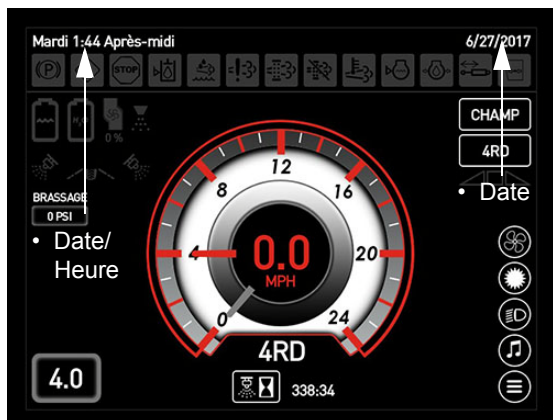 Mardi 1:44 Après-midi 6/27/2017
STOP
0 %
CHAMP
4RD
BRASSAGE
0 PSI
• Date
• Date/
Heure
0
4
8
12
16
20
24
0.0
MPH
4RD
4.0
338:34